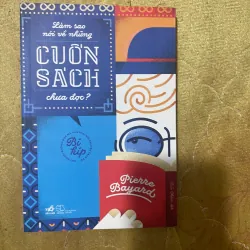 Làm sao
nói về những
CUỐN
SÁCH
chưa đọc?
Bí
kíp
Pierre
Bayard